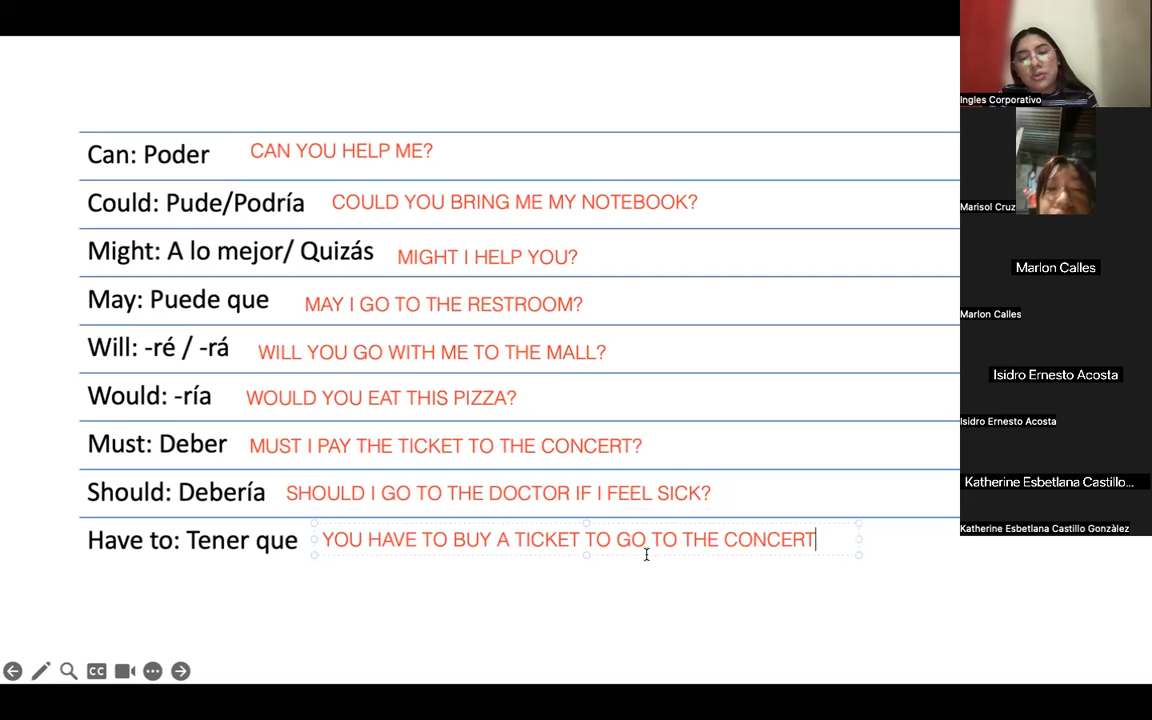 Can: Poder CAN YOU HELP ME?
Could: Pude/Podría COULD YOU BRING ME MY NOTEBOOK?
Might: A lo mejor/ Quizás MIGHT I HELP YOU?
May: Puede que MAY I GO TO THE RESTROOM?
Will: -ré / -rá WILL YOU GO WITH ME TO THE MALL?
Would: -ría WOULD YOU EAT THIS PIZZA?
Must: Deber MUST I PAY THE TICKET TO THE CONCERT?
Should: Debería SHOULD I GO TO THE DOCTOR IF I FEEL SICK?
Have to: Tener que YOU HAVE TO BUY A TICKET TO GO TO THE CONCERT
CC
Ingles Corporativo
Marisol Cruz
Marlon Calles
Marlon Calles
Isidro Ernesto Acosta
Isidro Ernesto Acosta
Katherine Esbetlana Castillo...
Katherine Esbetlana Castillo Gonzàlez